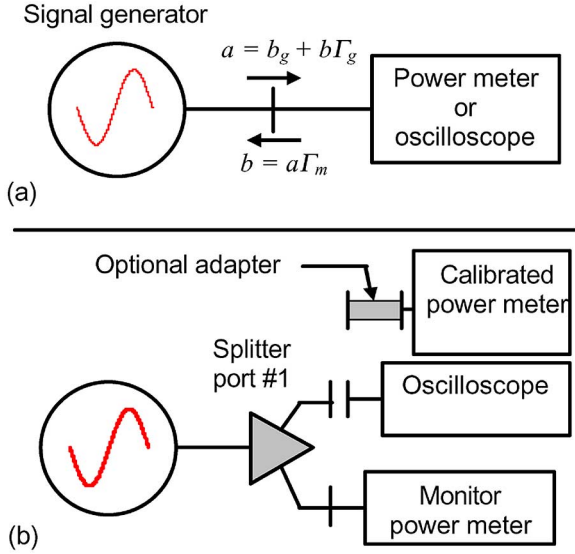 Signal generator
a = b_g + bΓ_g
b = aΓ_m
Power meter
or
oscilloscope
(a)
Optional adapter
Calibrated
power meter
Splitter
port #1
Oscilloscope
Monitor
power meter
(b)